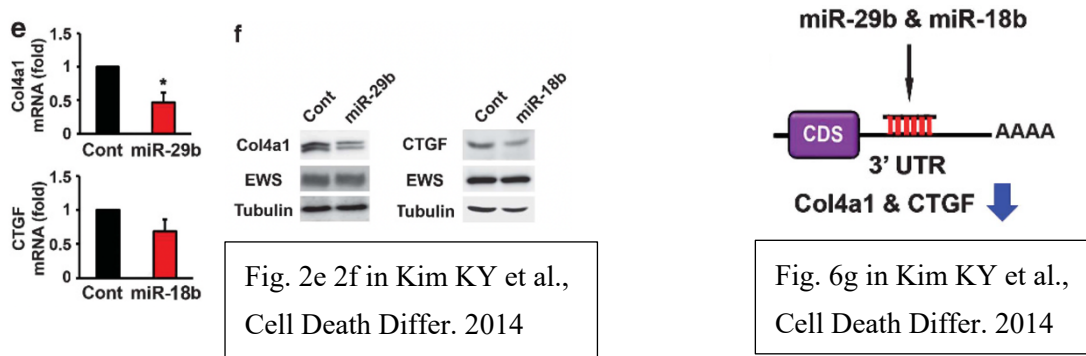 e
Col4a1
mRNA (fold)
1
0.5
0
*
Cont miR-29b
CTGF
mRNA (fold)
1.5
1
0.5
0
Cont miR-18b
f
Cont miR-29b
Col4a1
EWS
Tubulin
Cont miR-18b
CTGF
EWS
Tubulin
Fig. 2e 2f in Kim KY et al.,
Cell Death Differ. 2014
miR-29b & miR-18b
CDS
AAAA
3' UTR
Col4a1 & CTGF
Fig. 6g in Kim KY et al.,
Cell Death Differ. 2014